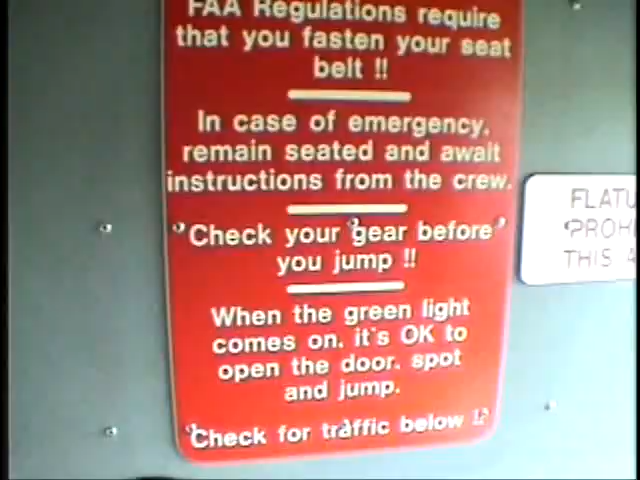 FAA Regulations require
that you fasten your seat
belt !!
In case of emergency,
remain seated and await
instructions from the crew.
Check your gear before
you jump !!
When the green light
comes on, it's OK to
open the door, spot
and jump.
Check for traffic below !!
FLATU
PROH
THIS A